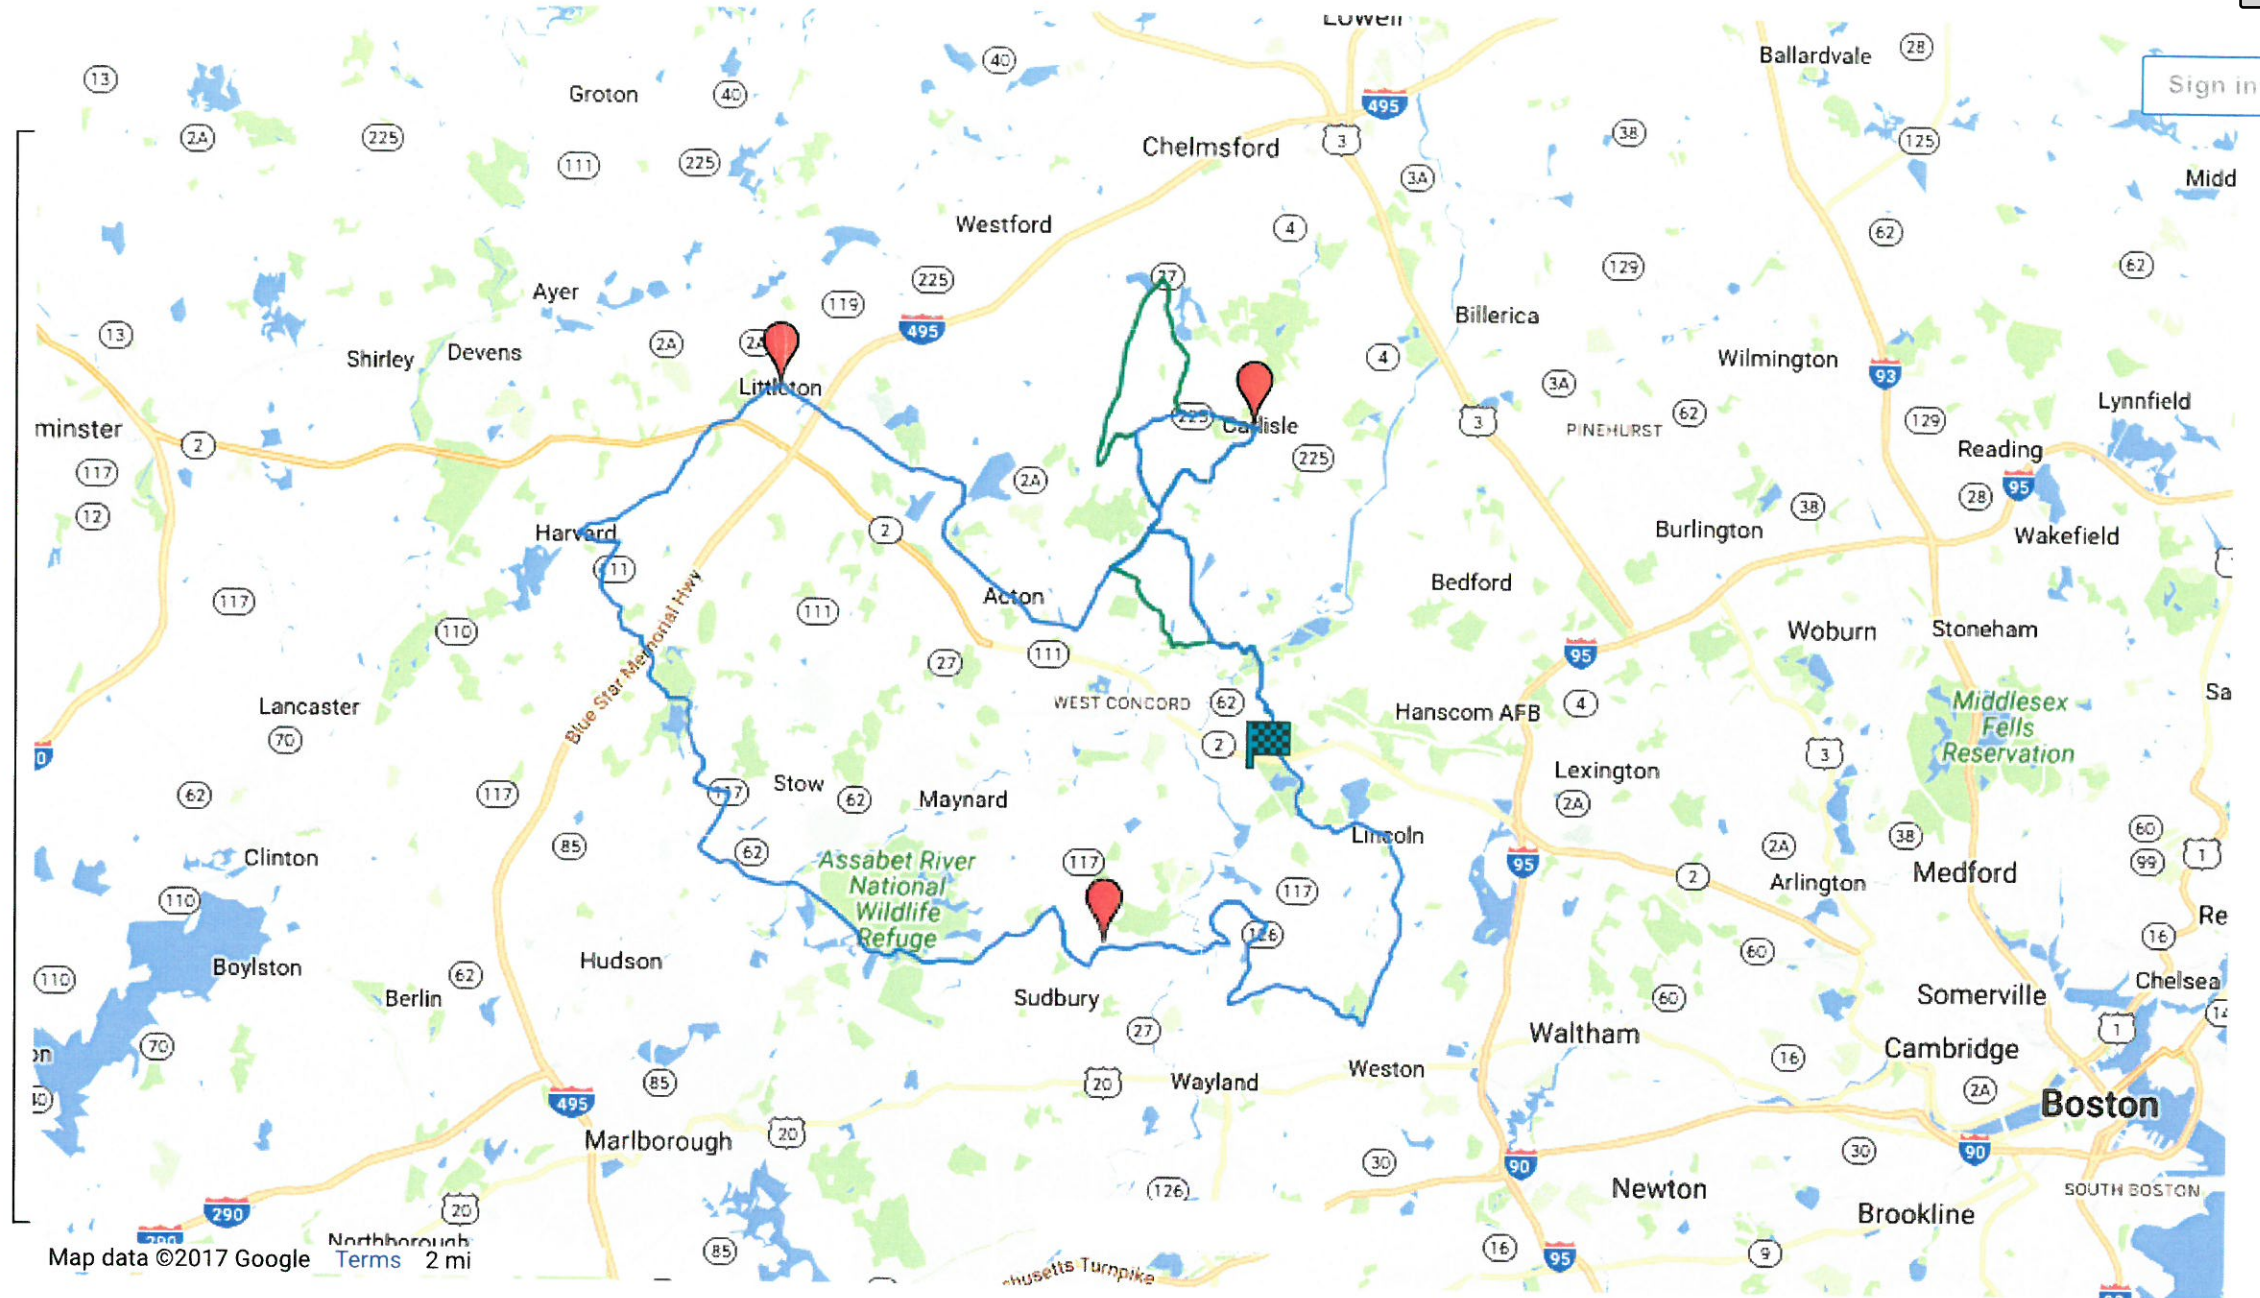 Lowell
Ballardvale
28
13
40
Groton
40
Sign in
495
2A
225
38
125
3
Chelmsford
111
225
3A
Midd
Westford
4
62
27
129
62
225
Ayer
119
Billerica
13
495
2A
2A
Shirley
Devens
4
Wilmington
93
3A
Littleton
Lynnfield
62
225
Carlisle
3
129
minster
PINEHURST
2
Reading
225
117
2A
95
28
12
38
Harvard
2
Burlington
Wakefield
111
Bedford
Acton
117
111
110
Woburn
Stoneham
111
95
27
Blue Star Memorial Hwy
Lancaster
WEST CONCORD
62
Hanscom AFB
4
Sa
Middlesex
Fells
Reservation
70
2
3
0
Lexington
Stow
117
117
62
62
Maynard
2A
Lincoln
60
38
1
85
62
2A
Clinton
Assabet River
National
Wildlife
Refuge
117
95
99
2
Medford
Arlington
117
110
Re
126
16
60
Hudson
Boylston
62
110
Chelsea
Berlin
Sudbury
60
Somerville
14
27
1
Waltham
70
on
16
Cambridge
Weston
85
20
Wayland
2A
40
495
Boston
20
Marlborough
30
90
30
90
126
Newton
SOUTH BOSTON
290
20
Brookline
290
Northborough
85
16
95
9
Map data ©2017 Google Terms 2 mi
chusetts Turnpike